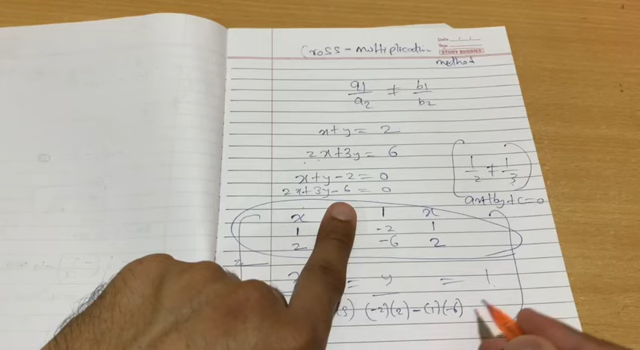 Cross-multiplication method
a1/a2 ≠ b1/b2
x+y = 2
2x+3y = 6
1/2 ≠ 1/3
x+y-2=0
2x+3y-6=0
ax+by+c=0
x 1 x
1 -2 1
2 -6 2
= y = 1
(-2)(2)-(1)(-6)